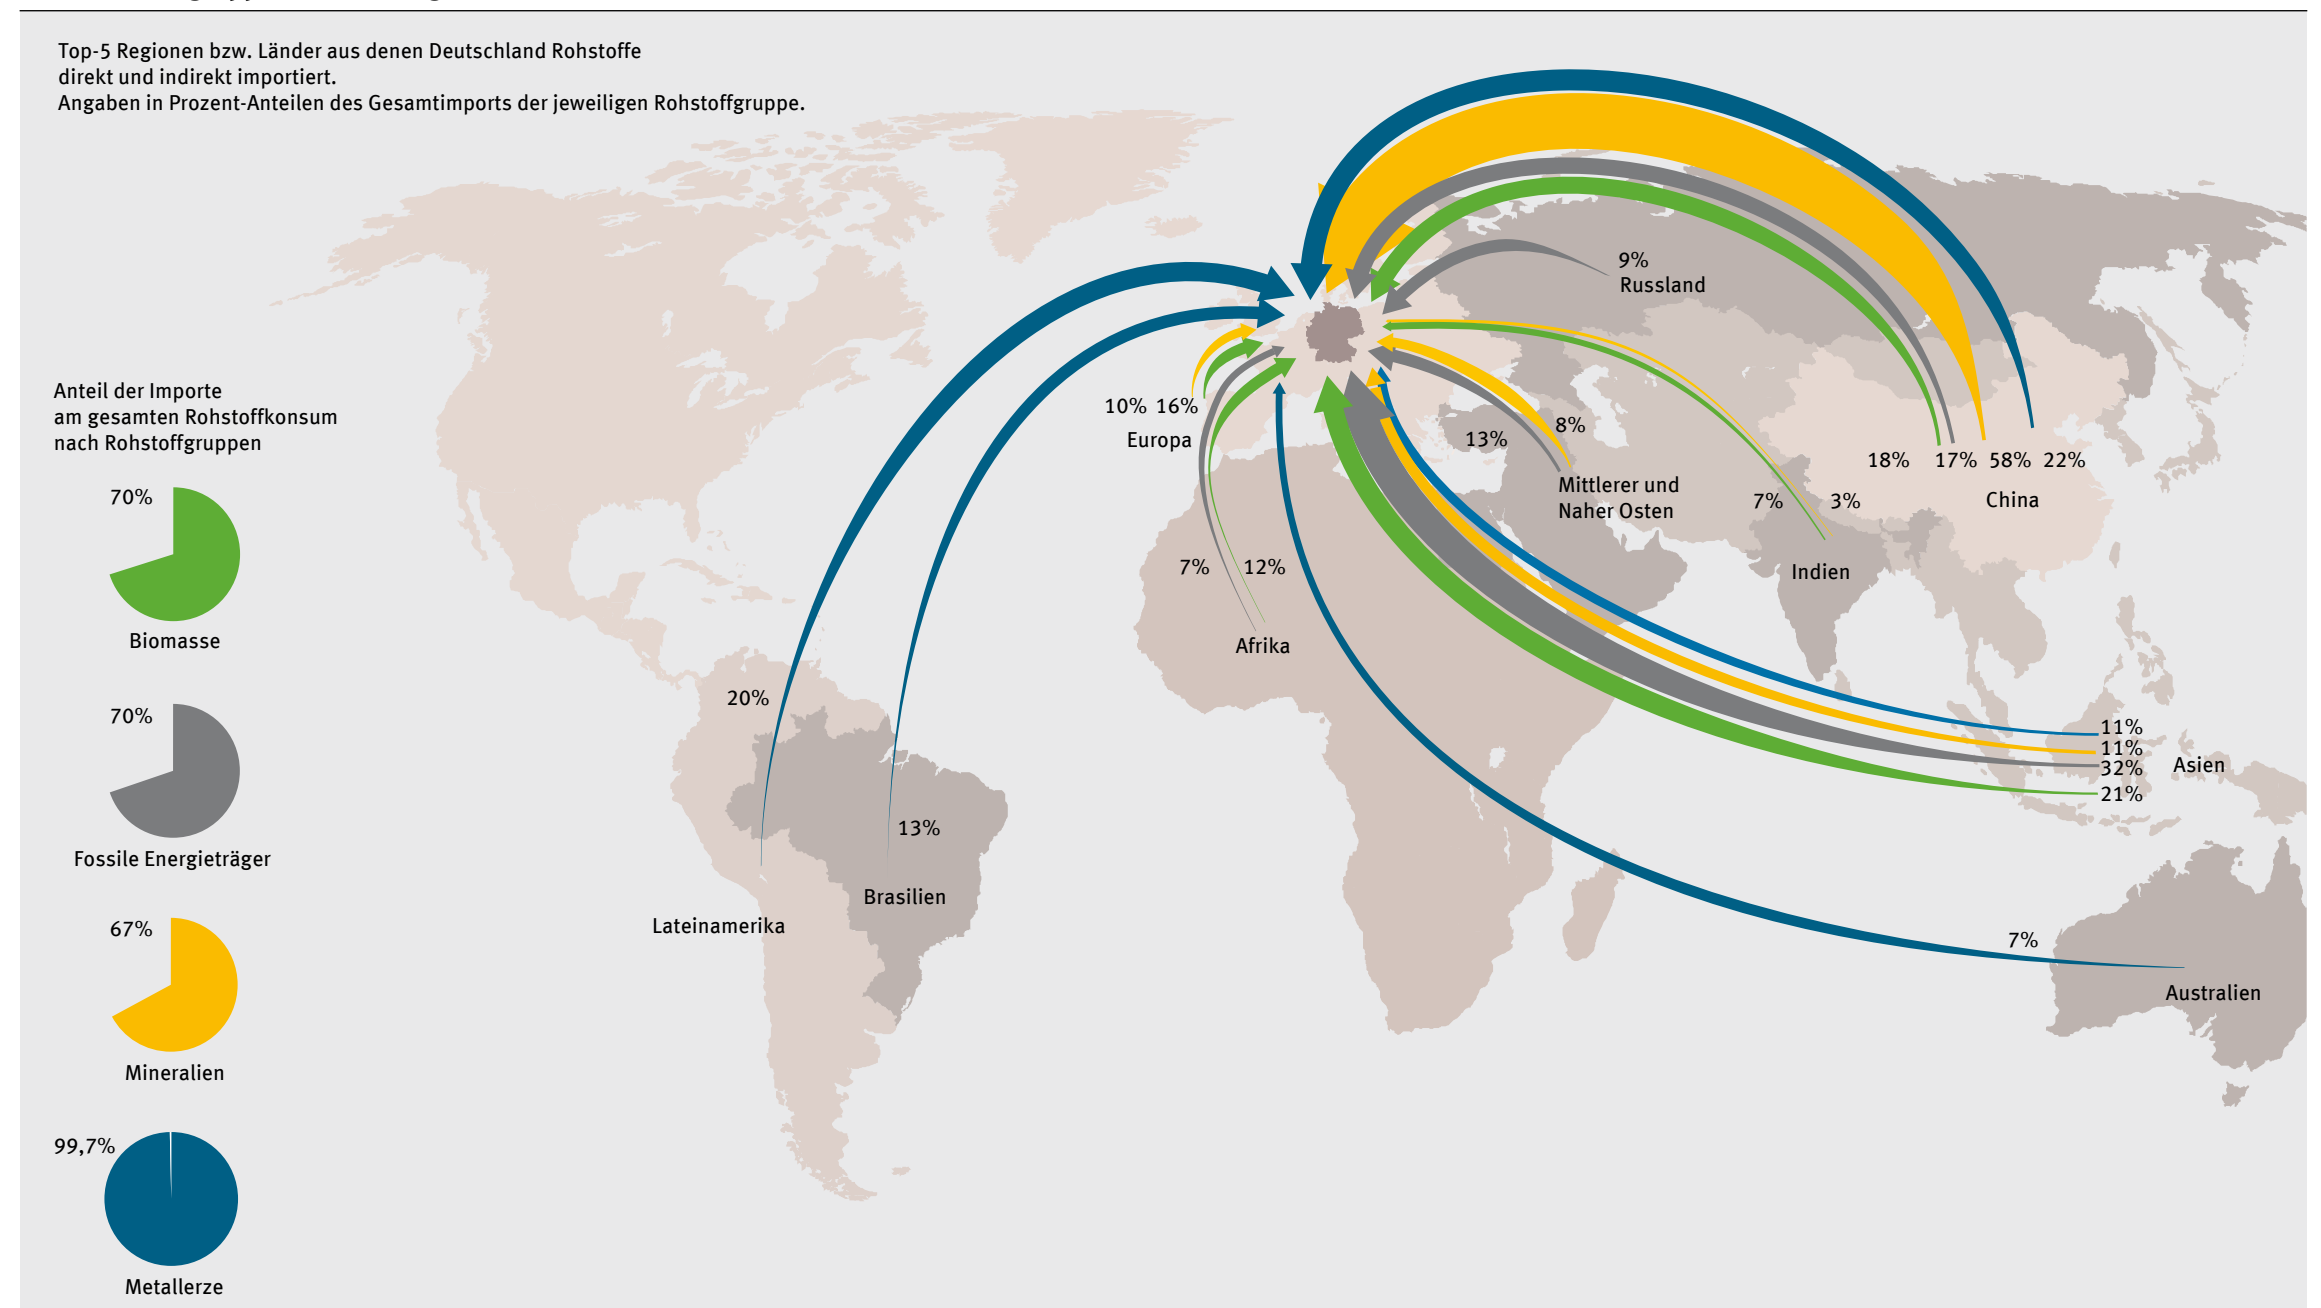 Top-5 Regionen bzw. Länder aus denen Deutschland Rohstoffe
direkt und indirekt importiert.
Angaben in Prozent-Anteilen des Gesamtimports der jeweiligen Rohstoffgruppe.
9%
Russland
Anteil der Importe
am gesamten Rohstoffkonsum
nach Rohstoffgruppen
10% 16%
Europa
13%
8%
Mittlerer und
Naher Osten
18% 17% 58% 22%
China
7% 3%
Indien
70%
Biomasse
7% 12%
Afrika
20%
Lateinamerika
13%
Brasilien
11%
11%
32%
21%
Asien
70%
Fossile Energieträger
7%
Australien
67%
Mineralien
99,7%
Metallerze